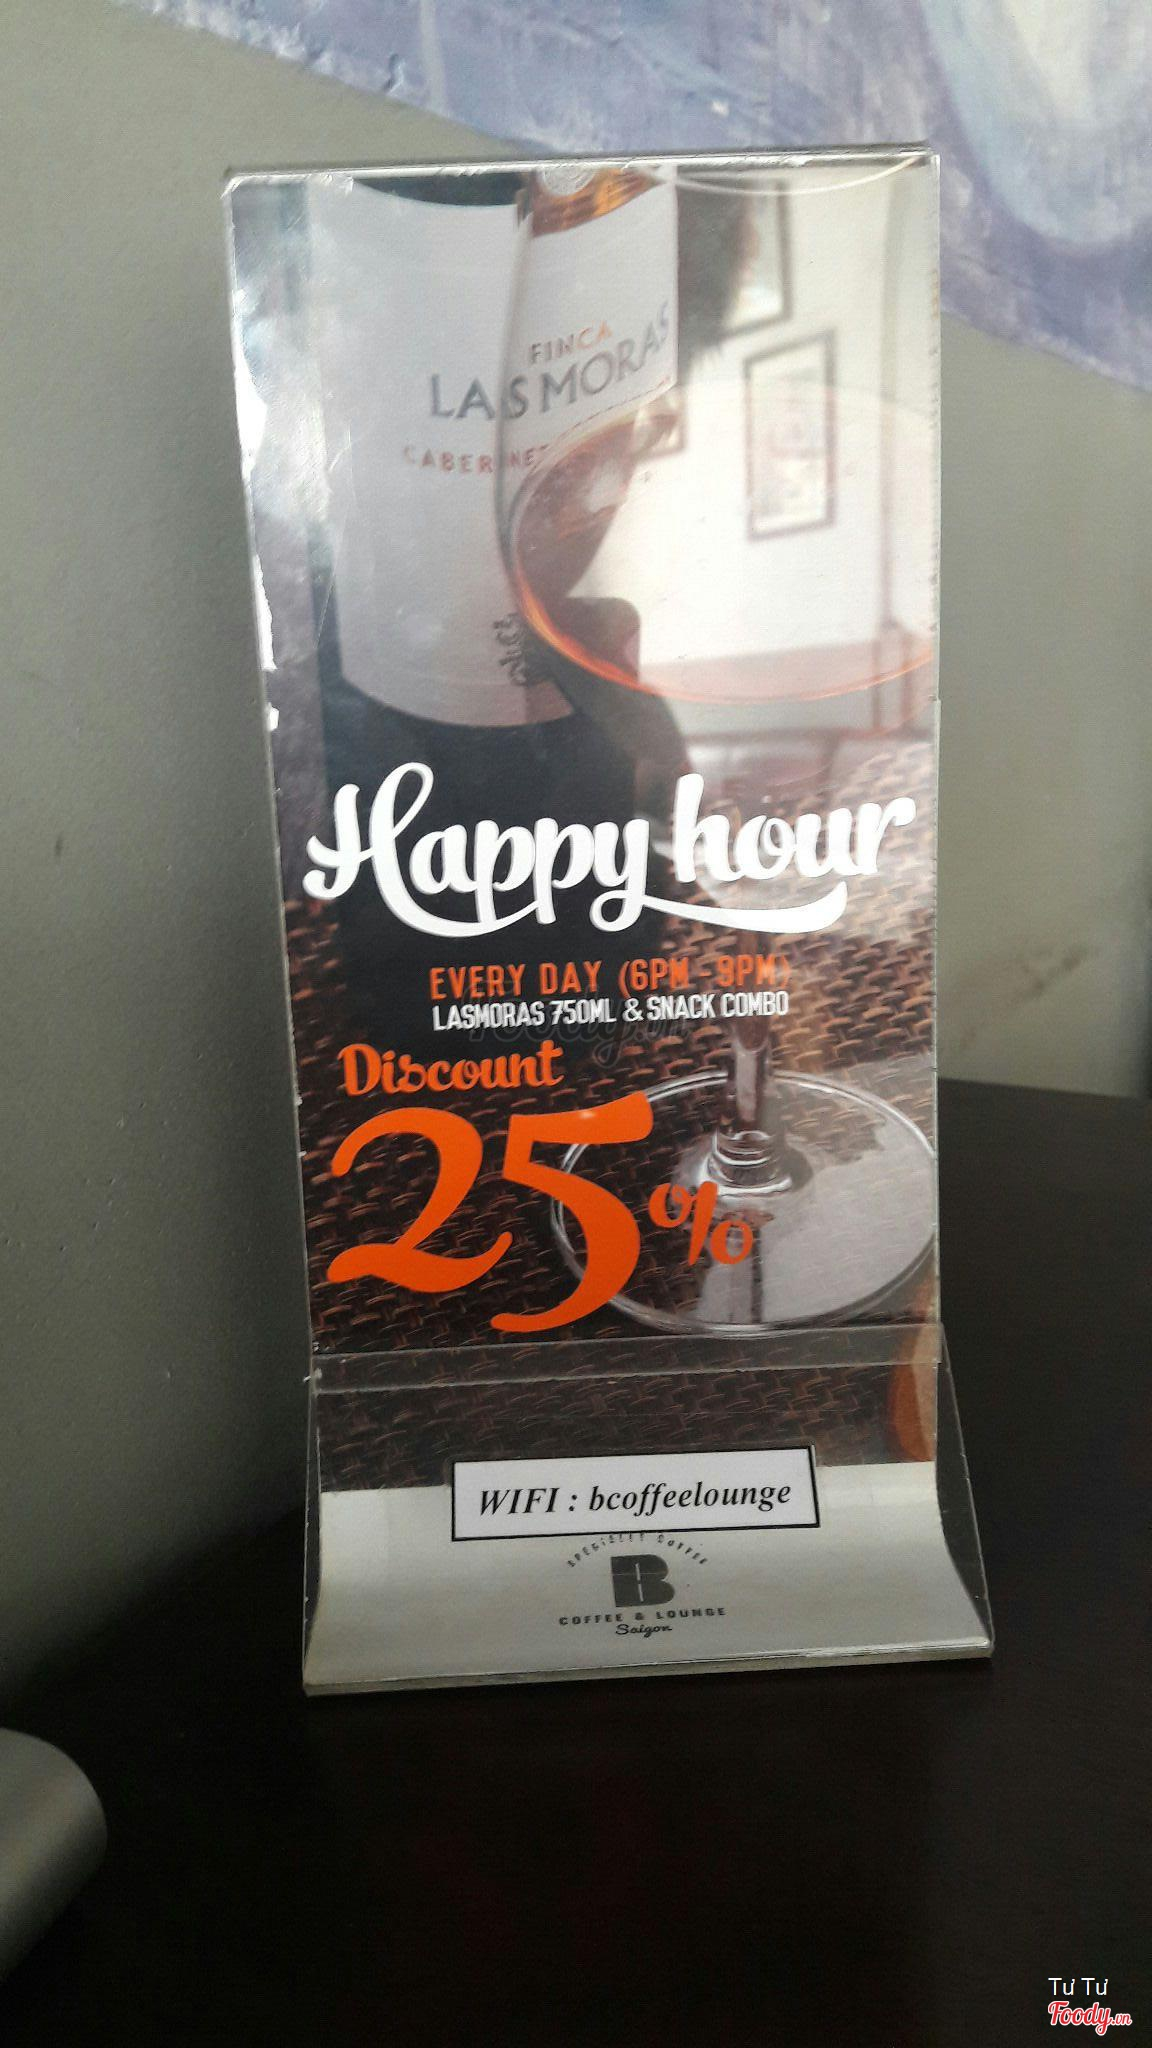 FINCA
LAS MORAS
CABERNET
Happy hour
EVERY DAY (6PM - 9PM)
LASMORAS 750ML & SNACK COMBO
Discount
25%
WIFI : bcoffeelounge
SPECIALTY COFFEE
B
COFFEE & LOUNGE
Saigon
Tư Tư
Foody.vn